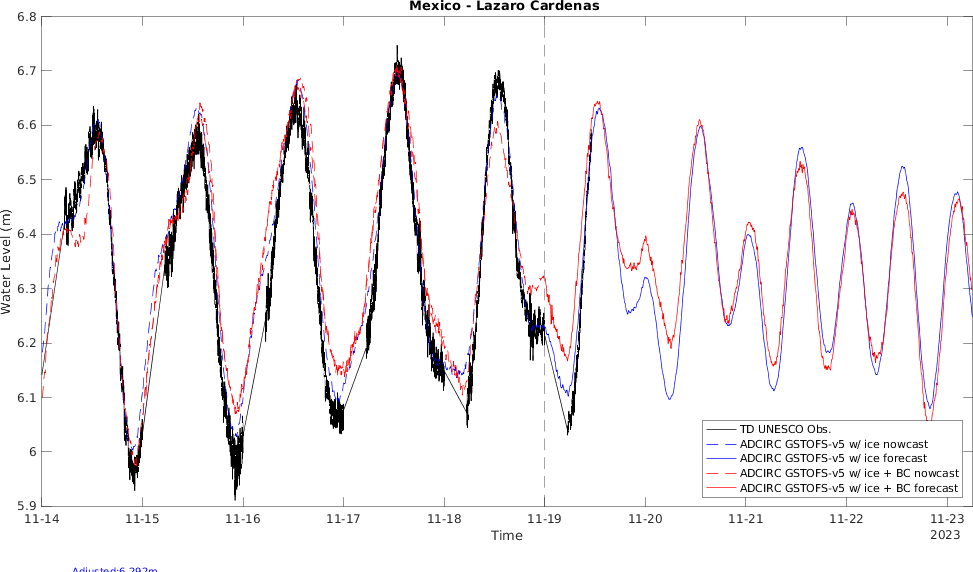 Mexico - Lazaro Cardenas
Water Level (m)
6.8
6.7
6.6
6.5
6.4
6.3
6.2
6.1
6
5.9
TD UNESCO Obs.
ADCIRC GSTOFS-v5 w/ ice nowcast
ADCIRC GSTOFS-v5 w/ ice forecast
ADCIRC GSTOFS-v5 w/ ice + BC nowcast
ADCIRC GSTOFS-v5 w/ ice + BC forecast
11-14 11-15 11-16 11-17 11-18 11-19 11-20 11-21 11-22 11-23
Time
2023
Adjusted:6.292m